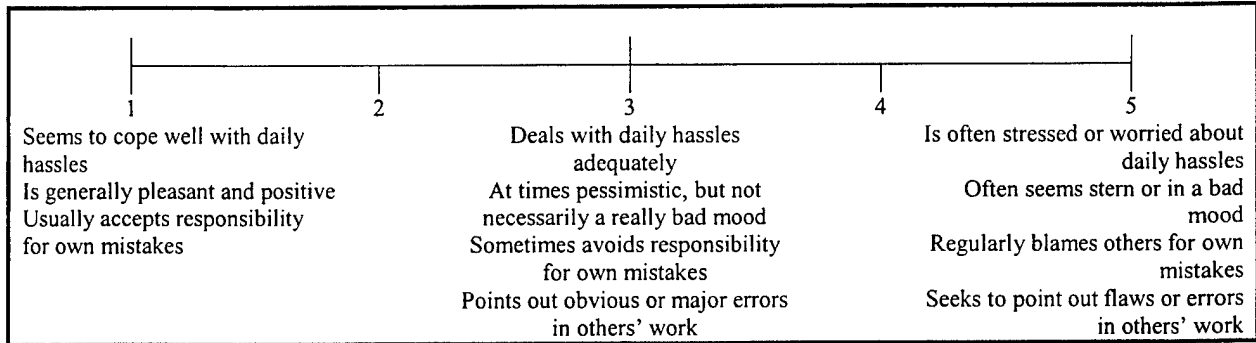 1
2
3
4
5
Seems to cope well with daily
hassles
Is generally pleasant and positive
Usually accepts responsibility
for own mistakes
Deals with daily hassles
adequately
At times pessimistic, but not
necessarily a really bad mood
Sometimes avoids responsibility
for own mistakes
Points out obvious or major errors
in others' work
Is often stressed or worried about
daily hassles
Often seems stern or in a bad
mood
Regularly blames others for own
mistakes
Seeks to point out flaws or errors
in others' work